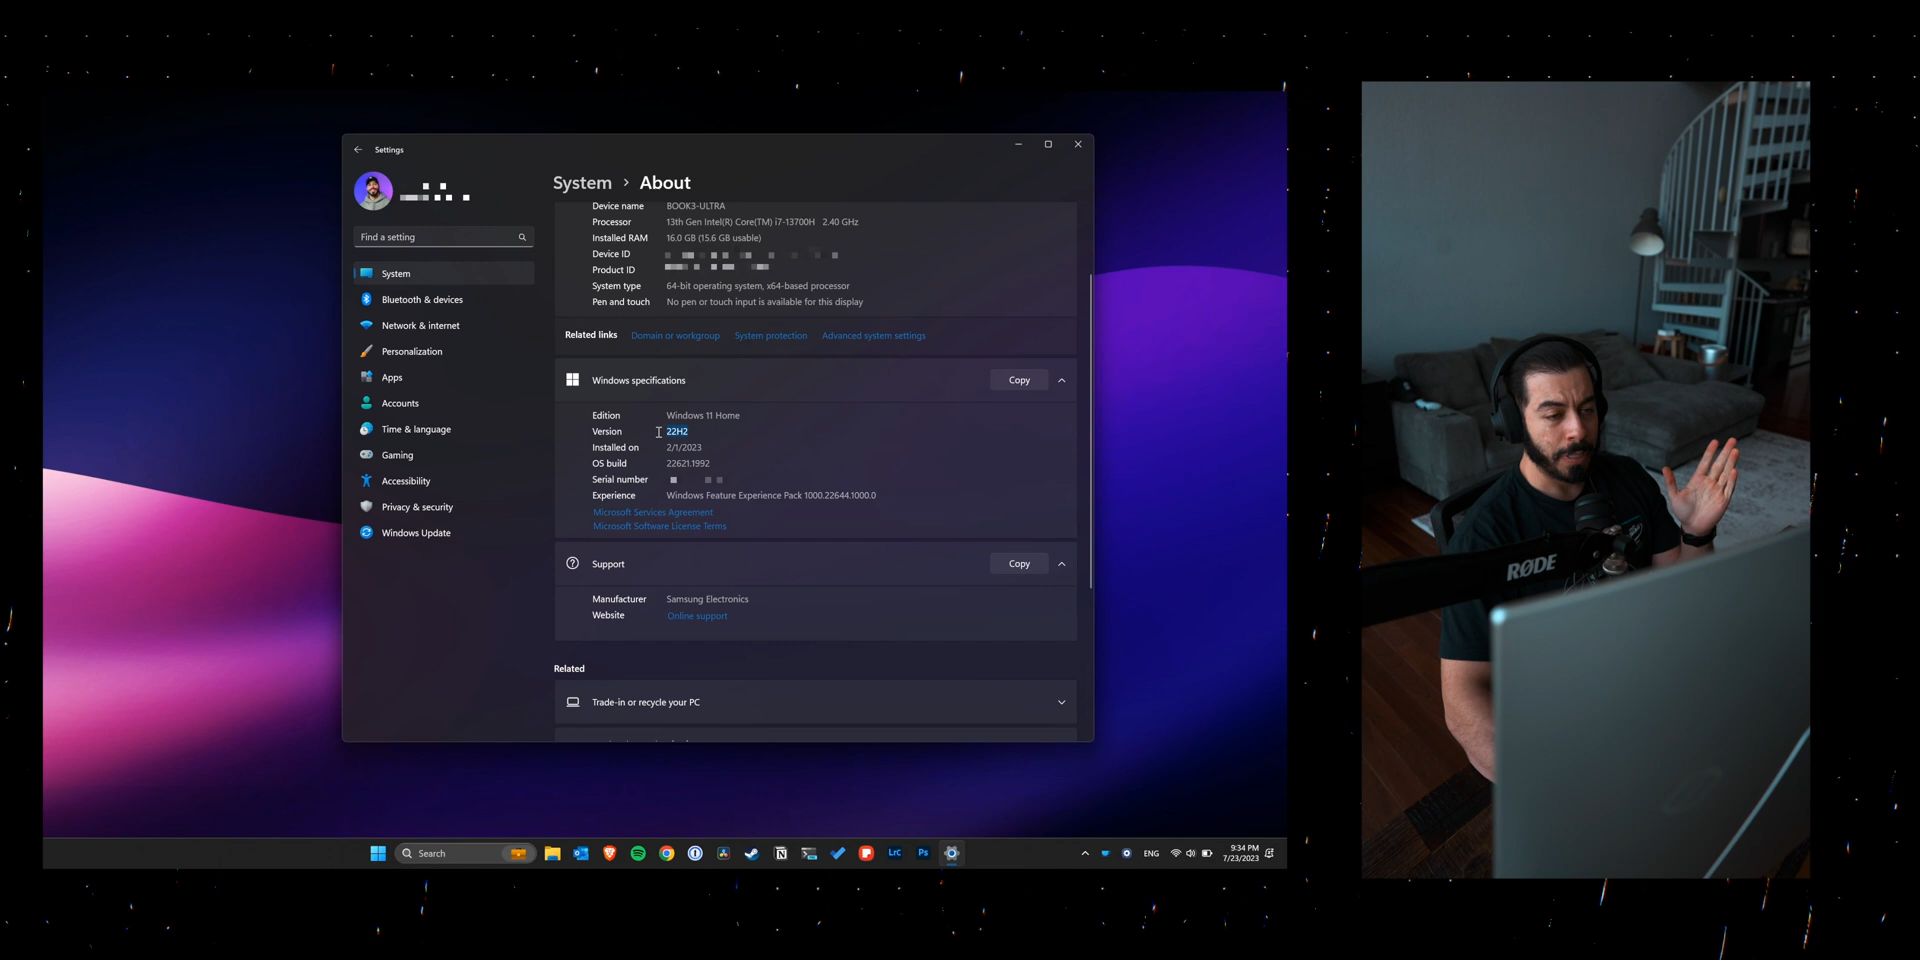 Settings
Find a setting
System
Bluetooth & devices
Network & internet
Personalization
Apps
Accounts
Time & language
Gaming
Accessibility
Privacy & security
Windows Update
System > About
Device name BOOK3-ULTRA
Processor 13th Gen Intel(R) Core(TM) i7-13700H 2.40 GHz
Installed RAM 16.0 GB (15.6 GB usable)
Device ID
Product ID
System type 64-bit operating system, x64-based processor
Pen and touch No pen or touch input is available for this display
Related links Domain or workgroup System protection Advanced system settings
Windows specifications Copy
Edition Windows 11 Home
Version 22H2
Installed on 2/1/2023
OS build 22621.1992
Serial number
Experience Windows Feature Experience Pack 1000.22644.1000.0
Microsoft Services Agreement
Microsoft Software License Terms
Support Copy
Manufacturer Samsung Electronics
Website Online support
Related
Trade-in or recycle your PC
Search
LrC
Ps
ENG
9:34 PM
7/23/2023
RØDE